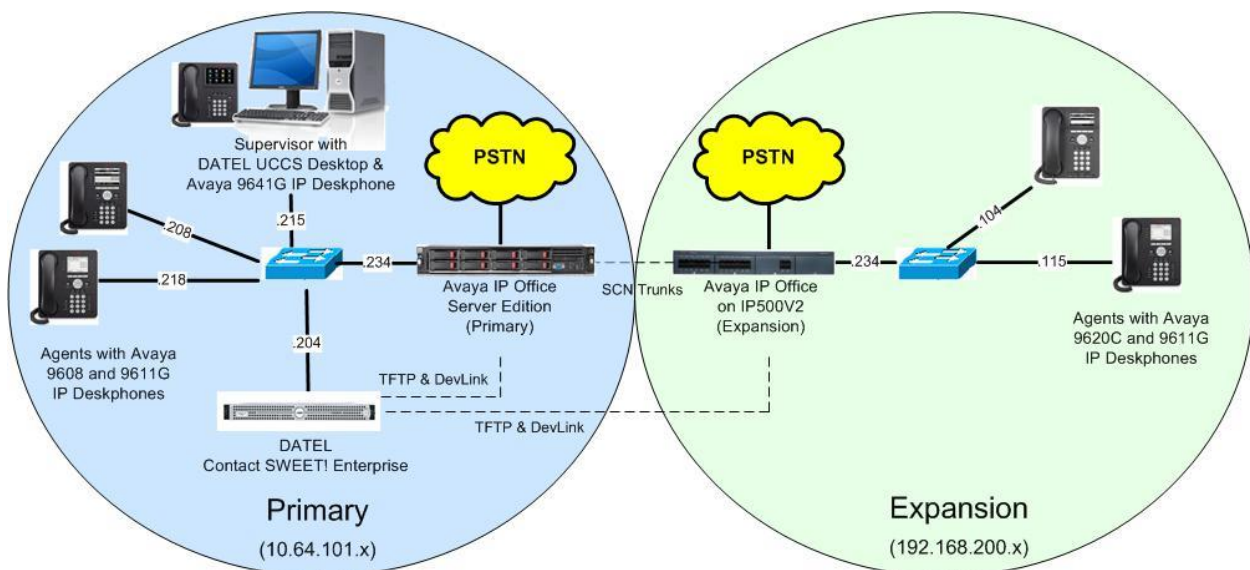 PSTN
PSTN
Supervisor with
DATEL UCCS Desktop &
Avaya 9641G IP Deskphone
.215
.208
.218
.234
.204
Avaya IP Office
Server Edition
(Primary)
SCN Trunks
Avaya IP Office
on IP500V2
(Expansion)
.234
.104
.115
Agents with Avaya
9608 and 9611G
IP Deskphones
Agents with Avaya
9620C and 9611G
IP Deskphones
TFTP & DevLink
TFTP & DevLink
DATEL
Contact SWEET! Enterprise
Primary
(10.64.101.x)
Expansion
(192.168.200.x)